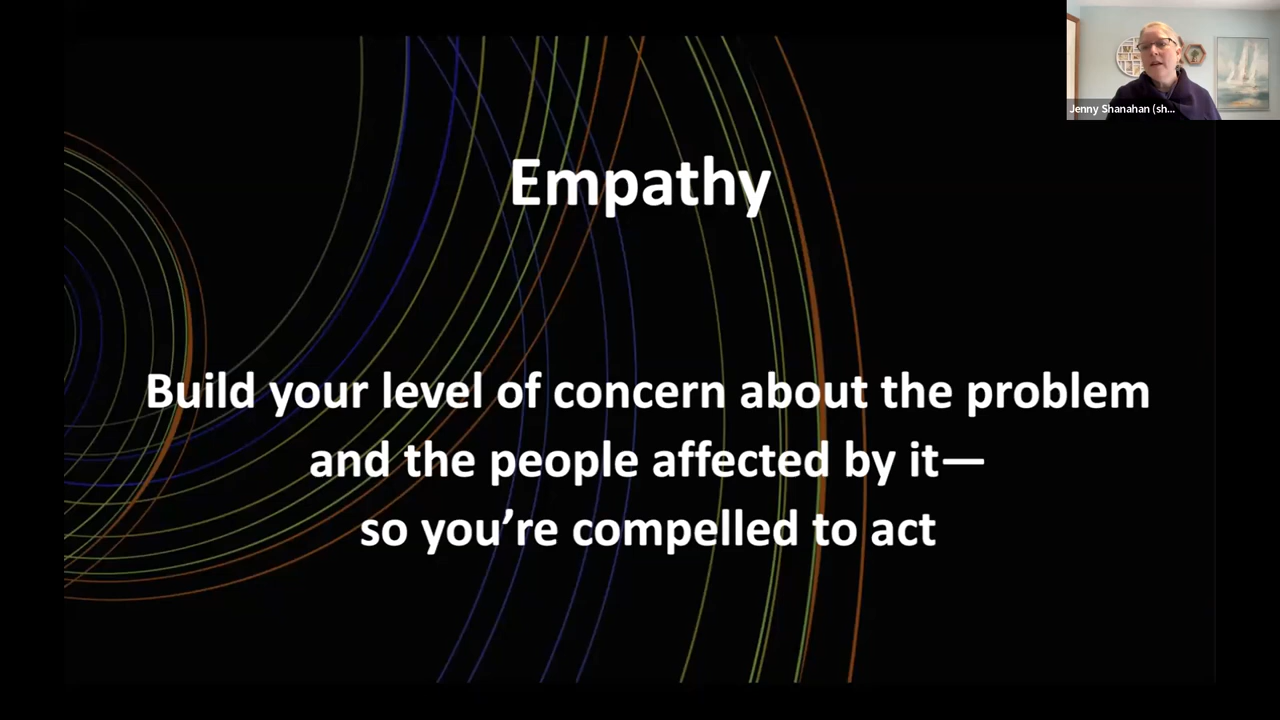 Jenny Shanahan (sh...
Empathy
Build your level of concern about the problem
and the people affected by it—
so you’re compelled to act